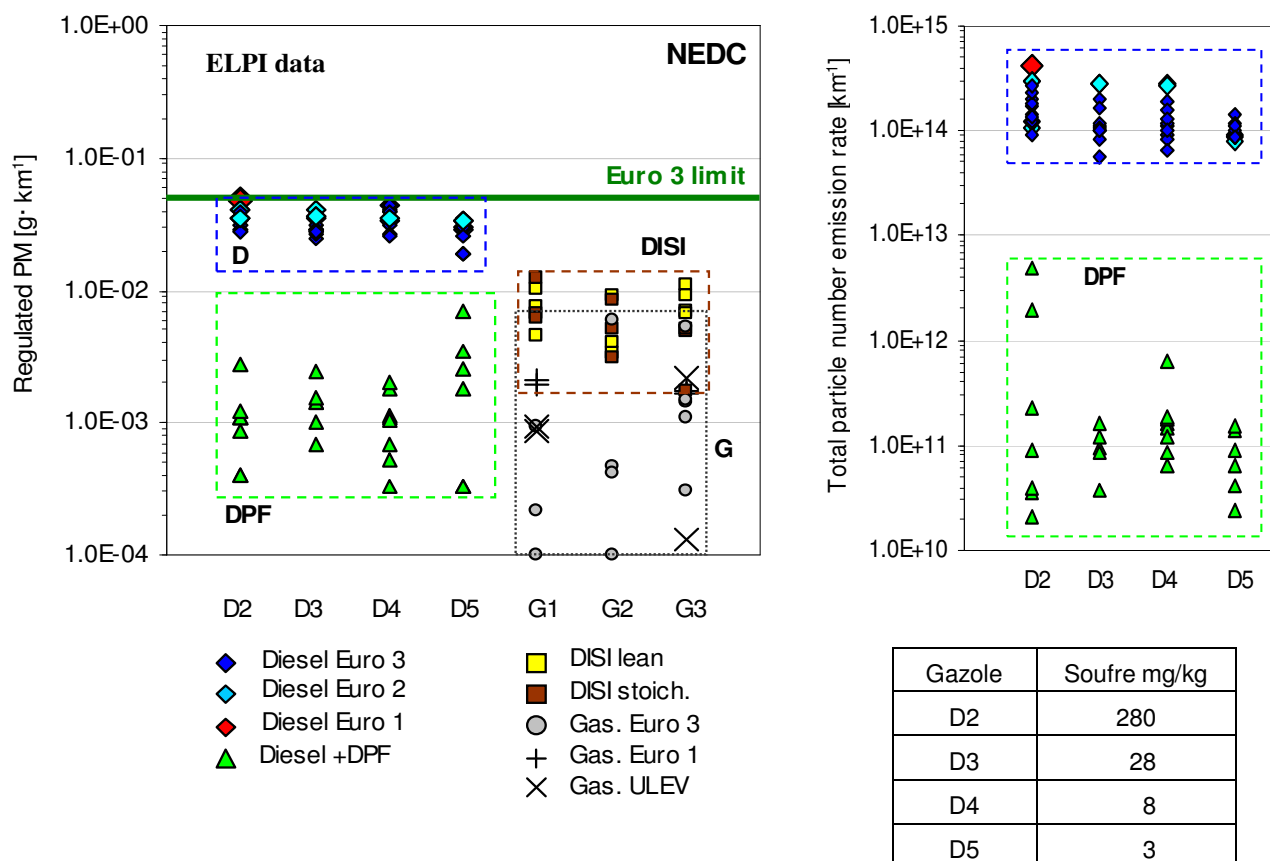 1.0E+00
1.0E-01
1.0E-02
1.0E-03
1.0E-04
Regulated PM [g· km⁻¹]
ELPI data
NEDC
Euro 3 limit
D
DISI
DPF
G
D2 D3 D4 D5 G1 G2 G3
Diesel Euro 3
Diesel Euro 2
Diesel Euro 1
Diesel +DPF
DISI lean
DISI stoich.
Gas. Euro 3
Gas. Euro 1
Gas. ULEV
1.0E+15
1.0E+14
1.0E+13
1.0E+12
1.0E+11
1.0E+10
Total particle number emission rate [km⁻¹]
DPF
D2 D3 D4 D5
Gazole Soufre mg/kg
D2 280
D3 28
D4 8
D5 3